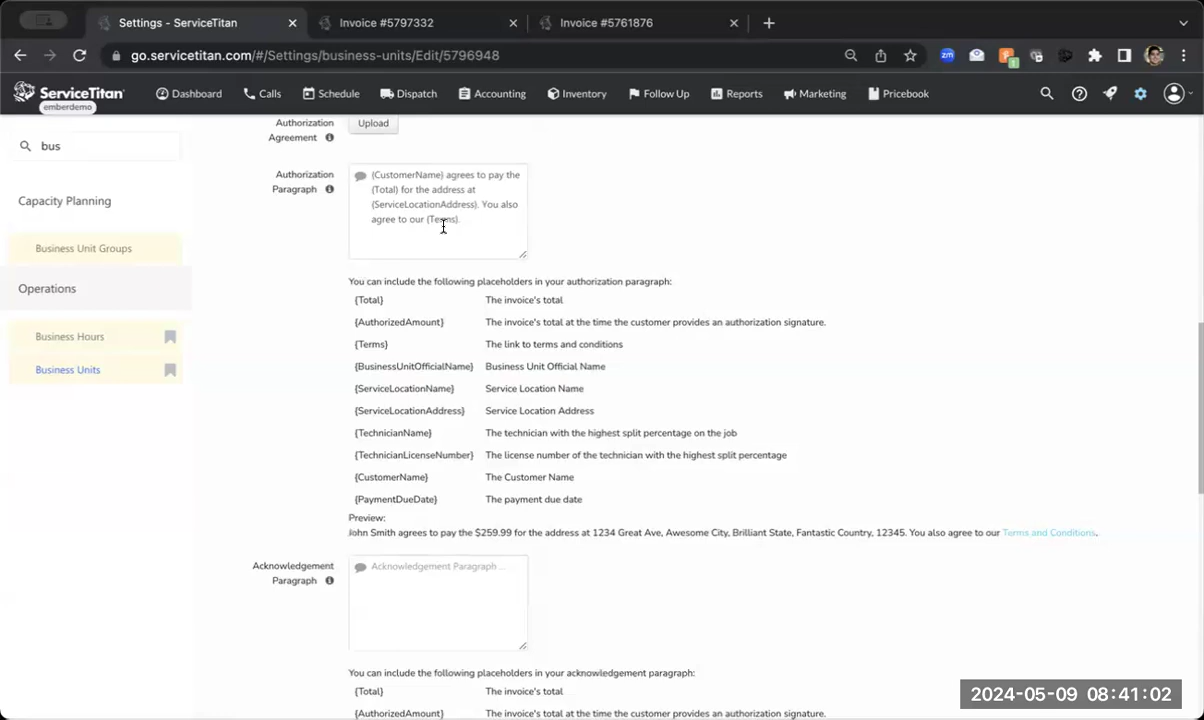 Settings - ServiceTitan
Invoice #5797332
Invoice #5761876
go.servicetitan.com/#/Settings/business-units/Edit/5796948
ServiceTitan
emberdemo
Dashboard
Calls
Schedule
Dispatch
Accounting
Inventory
Follow Up
Reports
Marketing
Pricebook
bus
Capacity Planning
Business Unit Groups
Operations
Business Hours
Business Units
Authorization
Agreement
Upload
Authorization
Paragraph
{CustomerName} agrees to pay the
{Total} for the address at
{ServiceLocationAddress}. You also
agree to our {Terms}.
You can include the following placeholders in your authorization paragraph:
{Total} The invoice's total
{AuthorizedAmount} The invoice's total at the time the customer provides an authorization signature.
{Terms} The link to terms and conditions
{BusinessUnitOfficialName} Business Unit Official Name
{ServiceLocationName} Service Location Name
{ServiceLocationAddress} Service Location Address
{TechnicianName} The technician with the highest split percentage on the job
{TechnicianLicenseNumber} The license number of the technician with the highest split percentage
{CustomerName} The Customer Name
{PaymentDueDate} The payment due date
Preview:
John Smith agrees to pay the $259.99 for the address at 1234 Great Ave, Awesome City, Brilliant State, Fantastic Country, 12345. You also agree to our Terms and Conditions.
Acknowledgement
Paragraph
Acknowledgement Paragraph ...
You can include the following placeholders in your acknowledgement paragraph:
{Total} The invoice's total
{AuthorizedAmount} The invoice's total at the time the customer provides an authorization signature.
2024-05-09 08:41:02